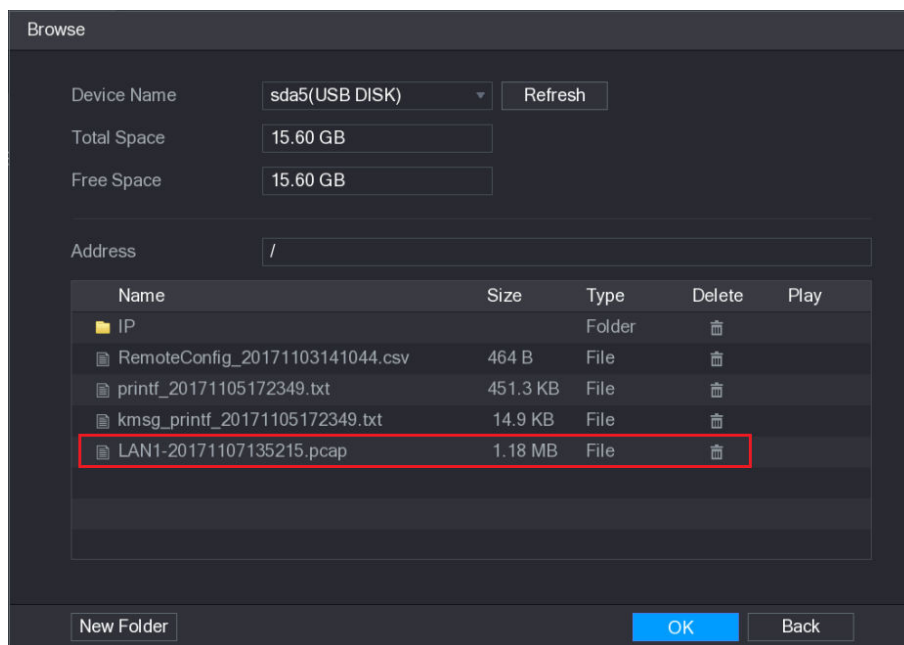 Browse
Device Name sda5(USB DISK) Refresh
Total Space 15.60 GB
Free Space 15.60 GB
Address /
Name Size Type Delete Play
IP Folder
RemoteConfig_20171103141044.csv 464 B File
printf_20171105172349.txt 451.3 KB File
kmsg_printf_20171105172349.txt 14.9 KB File
LAN1-20171107135215.pcap 1.18 MB File
New Folder OK Back